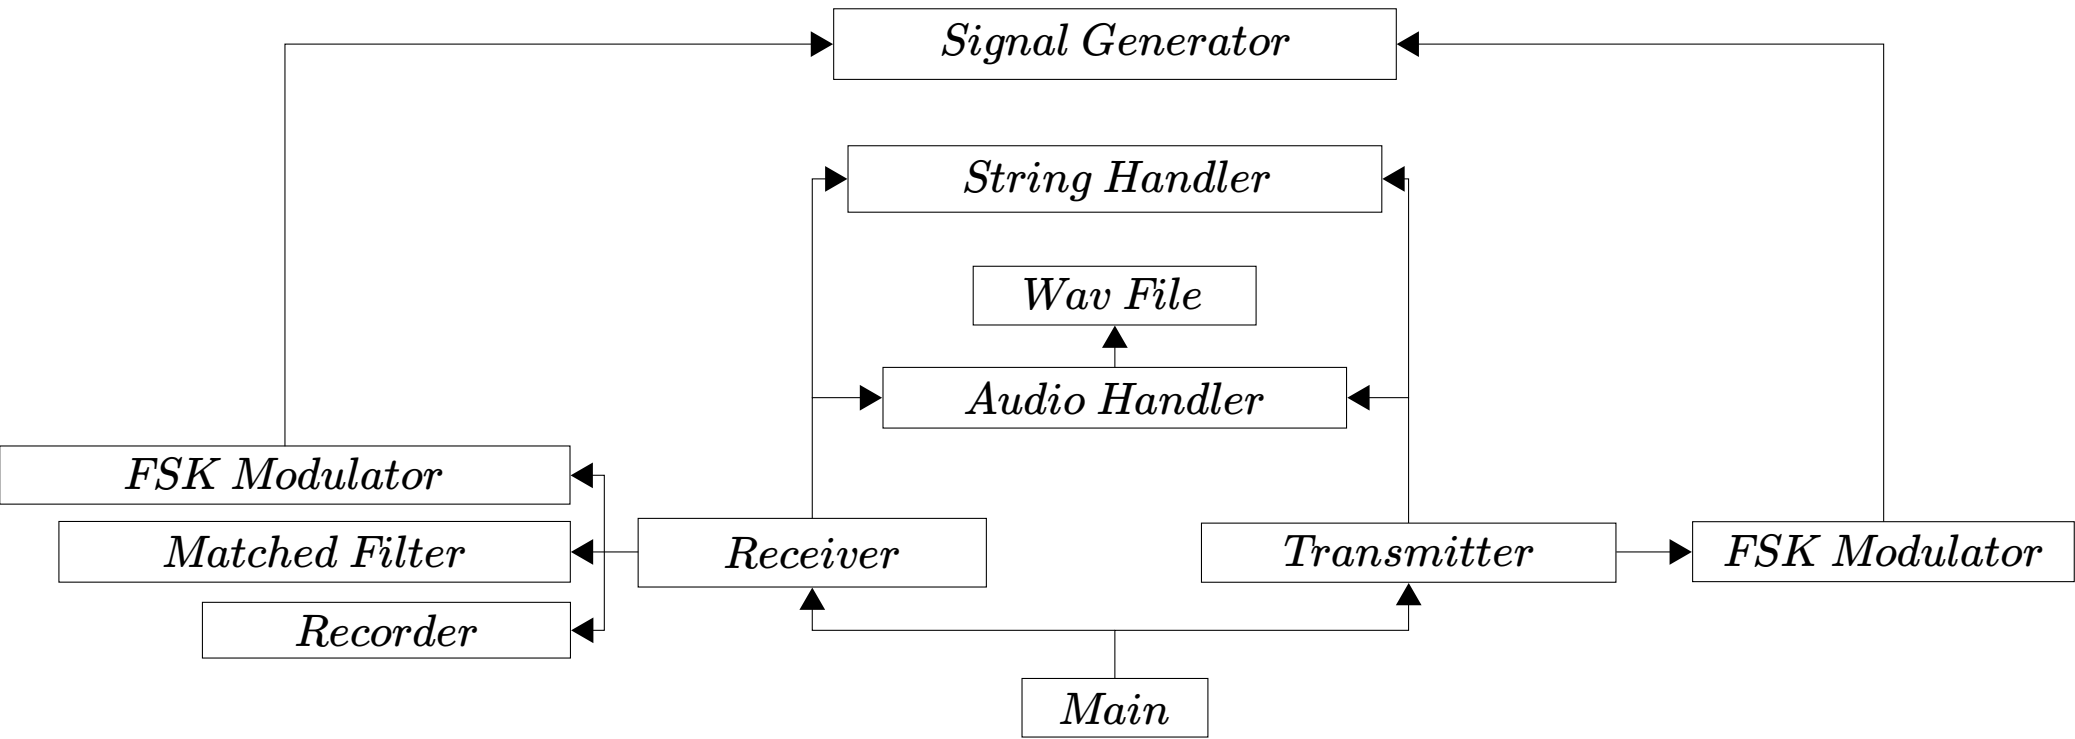 Signal Generator
String Handler
Wav File
Audio Handler
FSK Modulator
Matched Filter
Receiver
Transmitter
FSK Modulator
Recorder
Main